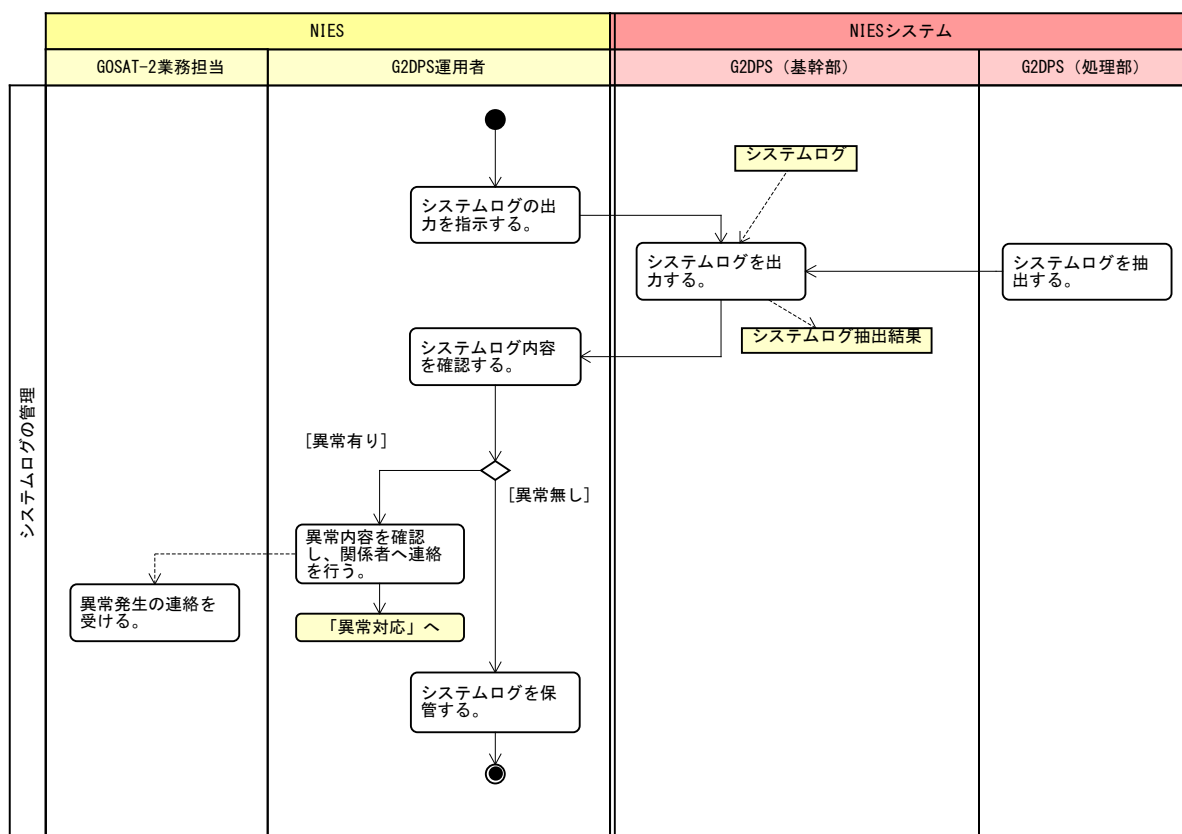 NIES
NIESシステム
GOSAT-2業務担当
G2DPS運用者
G2DPS（基幹部）
G2DPS（処理部）
システムログの管理
システムログ
システムログの出
力を指示する。
システムログを出
力する。
システムログを抽
出する。
システムログ抽出結果
システムログ内容
を確認する。
[異常有り]
[異常無し]
異常内容を確認
し、関係者へ連絡
を行う。
異常発生の連絡を
受ける。
「異常対応」へ
システムログを保
管する。